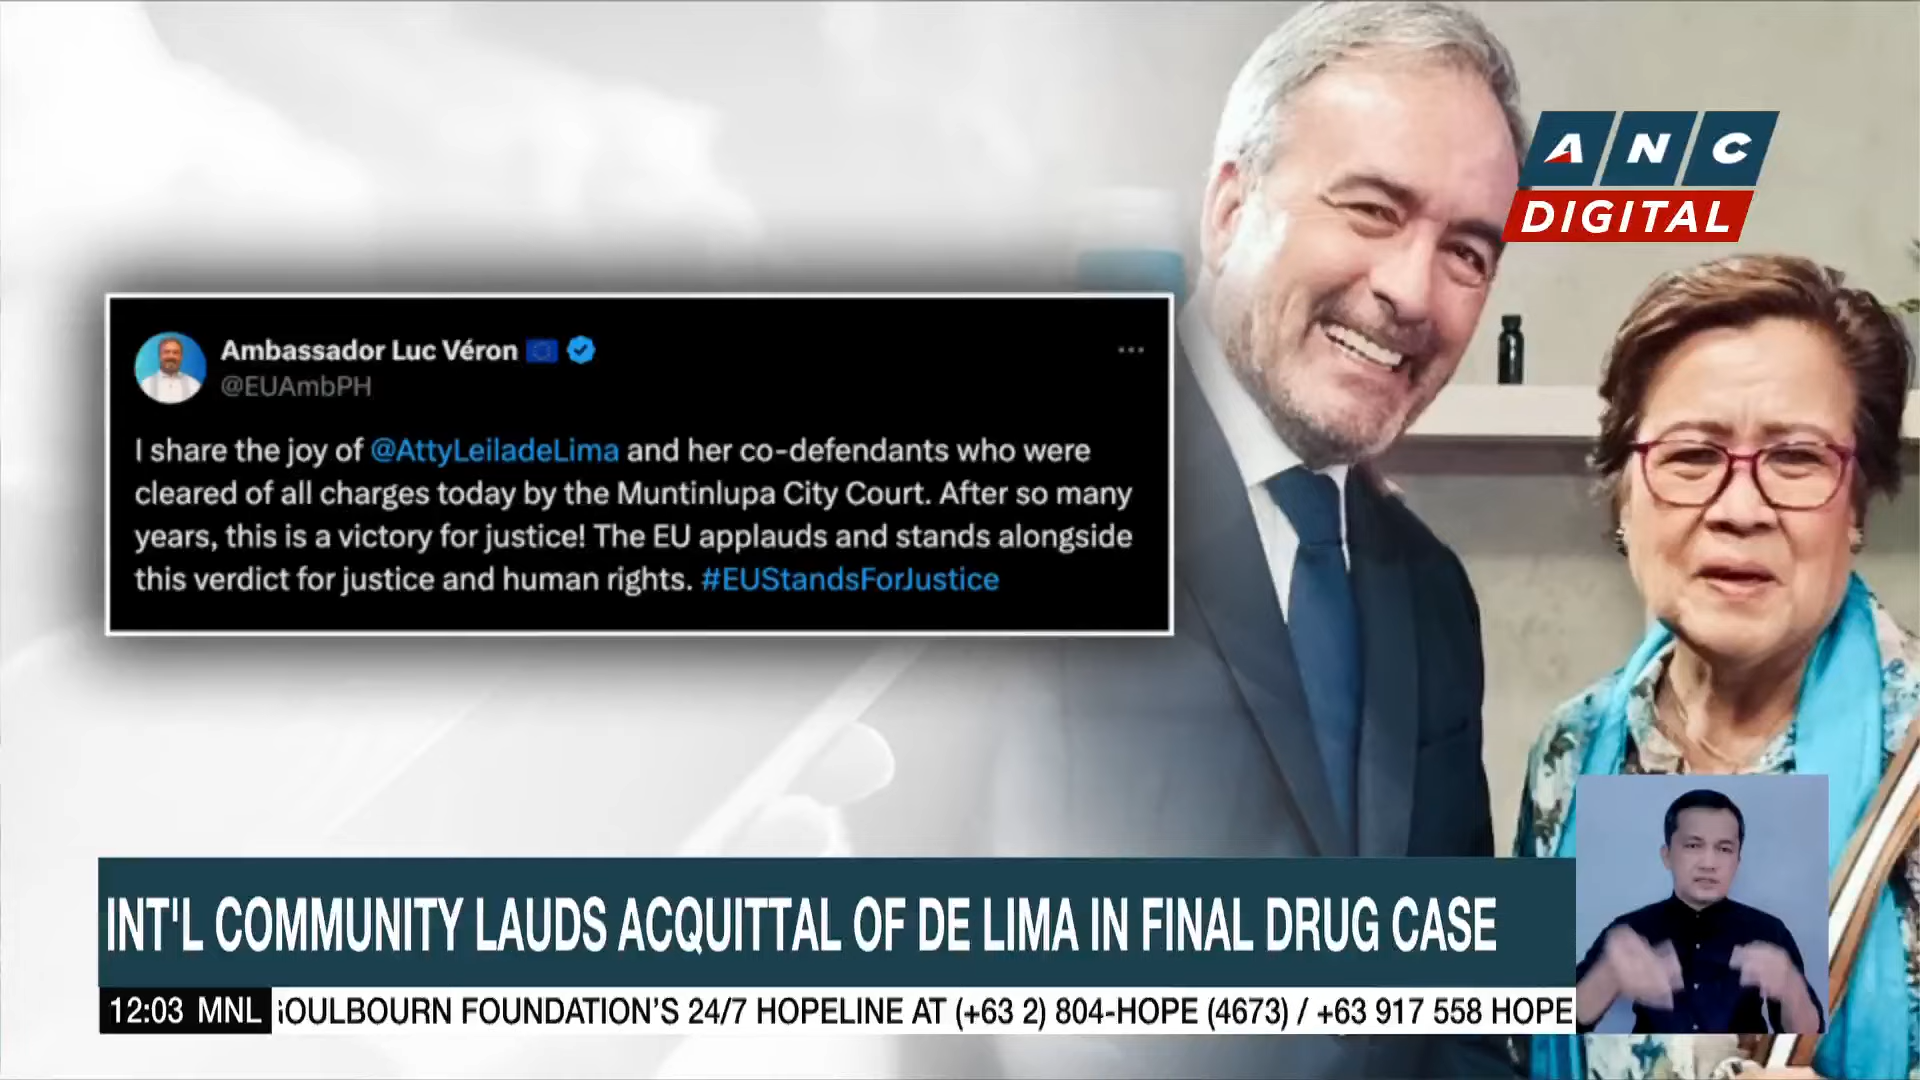 ANC
DIGITAL
Ambassador Luc Véron
@EUAmbPH
I share the joy of @AttyLeiladeLima and her co-defendants who were
cleared of all charges today by the Muntinlupa City Court. After so many
years, this is a victory for justice! The EU applauds and stands alongside
this verdict for justice and human rights. #EUStandsForJustice
INT'L COMMUNITY LAUDS ACQUITTAL OF DE LIMA IN FINAL DRUG CASE
12:03 MNL
GOULBOURN FOUNDATION'S 24/7 HOPELINE AT (+63 2) 804-HOPE (4673) / +63 917 558 HOPE